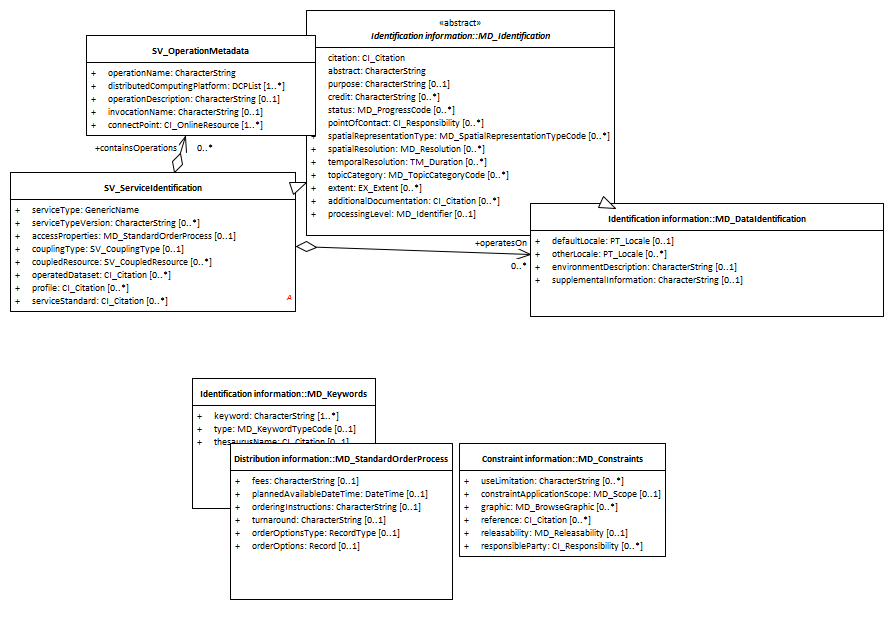 «abstract»
Identification information::MD_Identification
citation: CI_Citation
abstract: CharacterString
purpose: CharacterString [0..1]
credit: CharacterString [0..*]
status: MD_ProgressCode [0..*]
pointOfContact: CI_Responsibility [0..*]
+ spatialRepresentationType: MD_SpatialRepresentationTypeCode [0..*]
+ spatialResolution: MD_Resolution [0..*]
+ temporalResolution: TM_Duration [0..*]
+ topicCategory: MD_TopicCategoryCode [0..*]
+ extent: EX_Extent [0..*]
+ additionalDocumentation: CI_Citation [0..*]
+ processingLevel: MD_Identifier [0..1]
SV_OperationMetadata
+ operationName: CharacterString
+ distributedComputingPlatform: DCPList [1..*]
+ operationDescription: CharacterString [0..1]
+ invocationName: CharacterString [0..1]
+ connectPoint: CI_OnlineResource [1..*]
+containsOperations 0..*
SV_ServiceIdentification
+ serviceType: GenericName
+ serviceTypeVersion: CharacterString [0..*]
+ accessProperties: MD_StandardOrderProcess [0..1]
+ couplingType: SV_CouplingType [0..1]
+ coupledResource: SV_CoupledResource [0..*]
+ operatedDataset: CI_Citation [0..*]
+ profile: CI_Citation [0..*]
+ serviceStandard: CI_Citation [0..*]
A
+operatesOn
0..*
Identification information::MD_DataIdentification
+ defaultLocale: PT_Locale [0..1]
+ otherLocale: PT_Locale [0..*]
+ environmentDescription: CharacterString [0..1]
+ supplementalInformation: CharacterString [0..1]
Identification information::MD_Keywords
+ keyword: CharacterString [1..*]
+ type: MD_KeywordTypeCode [0..1]
+ thesaurusName: CI_Citation [0..1]
Distribution information::MD_StandardOrderProcess
+ fees: CharacterString [0..1]
+ plannedAvailableDateTime: DateTime [0..1]
+ orderingInstructions: CharacterString [0..1]
+ turnaround: CharacterString [0..1]
+ orderOptionsType: RecordType [0..1]
+ orderOptions: Record [0..1]
Constraint information::MD_Constraints
+ useLimitation: CharacterString [0..*]
+ constraintApplicationScope: MD_Scope [0..1]
+ graphic: MD_BrowseGraphic [0..*]
+ reference: CI_Citation [0..*]
+ releasability: MD_Releasability [0..1]
+ responsibleParty: CI_Responsibility [0..*]